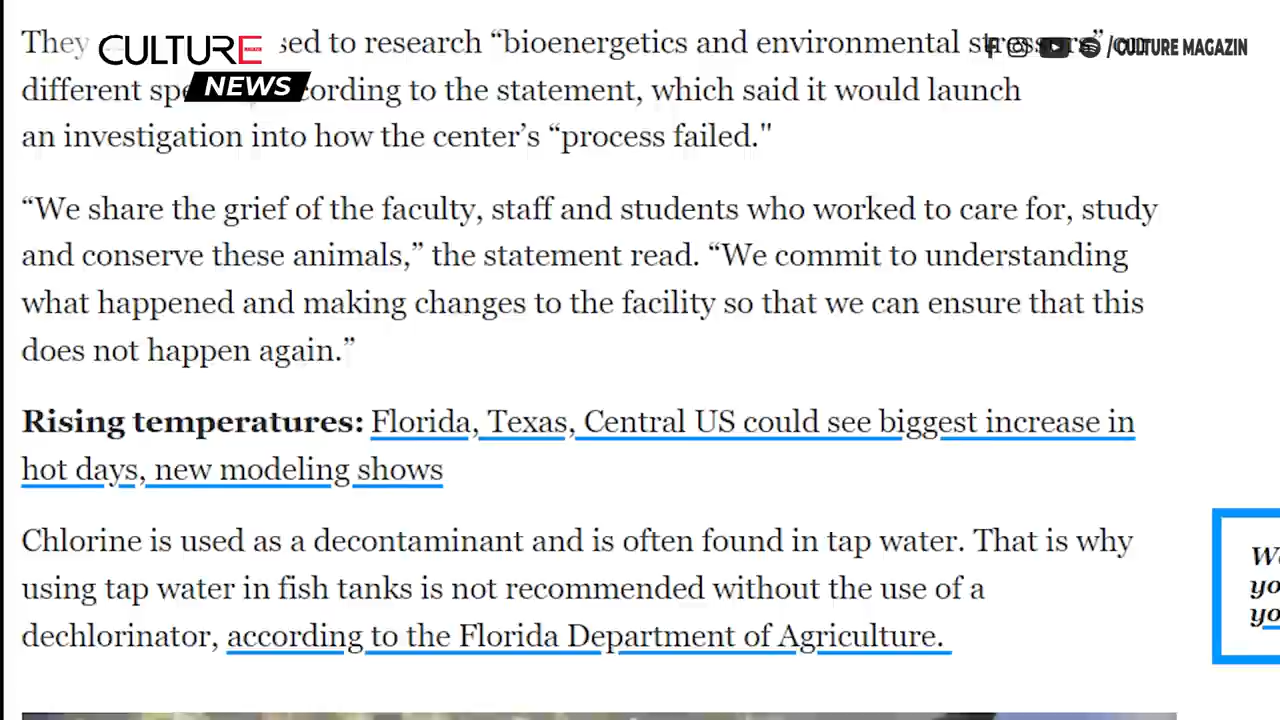 They sed to research “bioenergetics and environmental stressors” on
CULTURE
NEWS
/CULTURE MAGAZIN
different spe cording to the statement, which said it would launch
an investigation into how the center’s “process failed."
“We share the grief of the faculty, staff and students who worked to care for, study
and conserve these animals,” the statement read. “We commit to understanding
what happened and making changes to the facility so that we can ensure that this
does not happen again.”
Rising temperatures: Florida, Texas, Central US could see biggest increase in
hot days, new modeling shows
Chlorine is used as a decontaminant and is often found in tap water. That is why
using tap water in fish tanks is not recommended without the use of a
dechlorinator, according to the Florida Department of Agriculture.
yo
yo